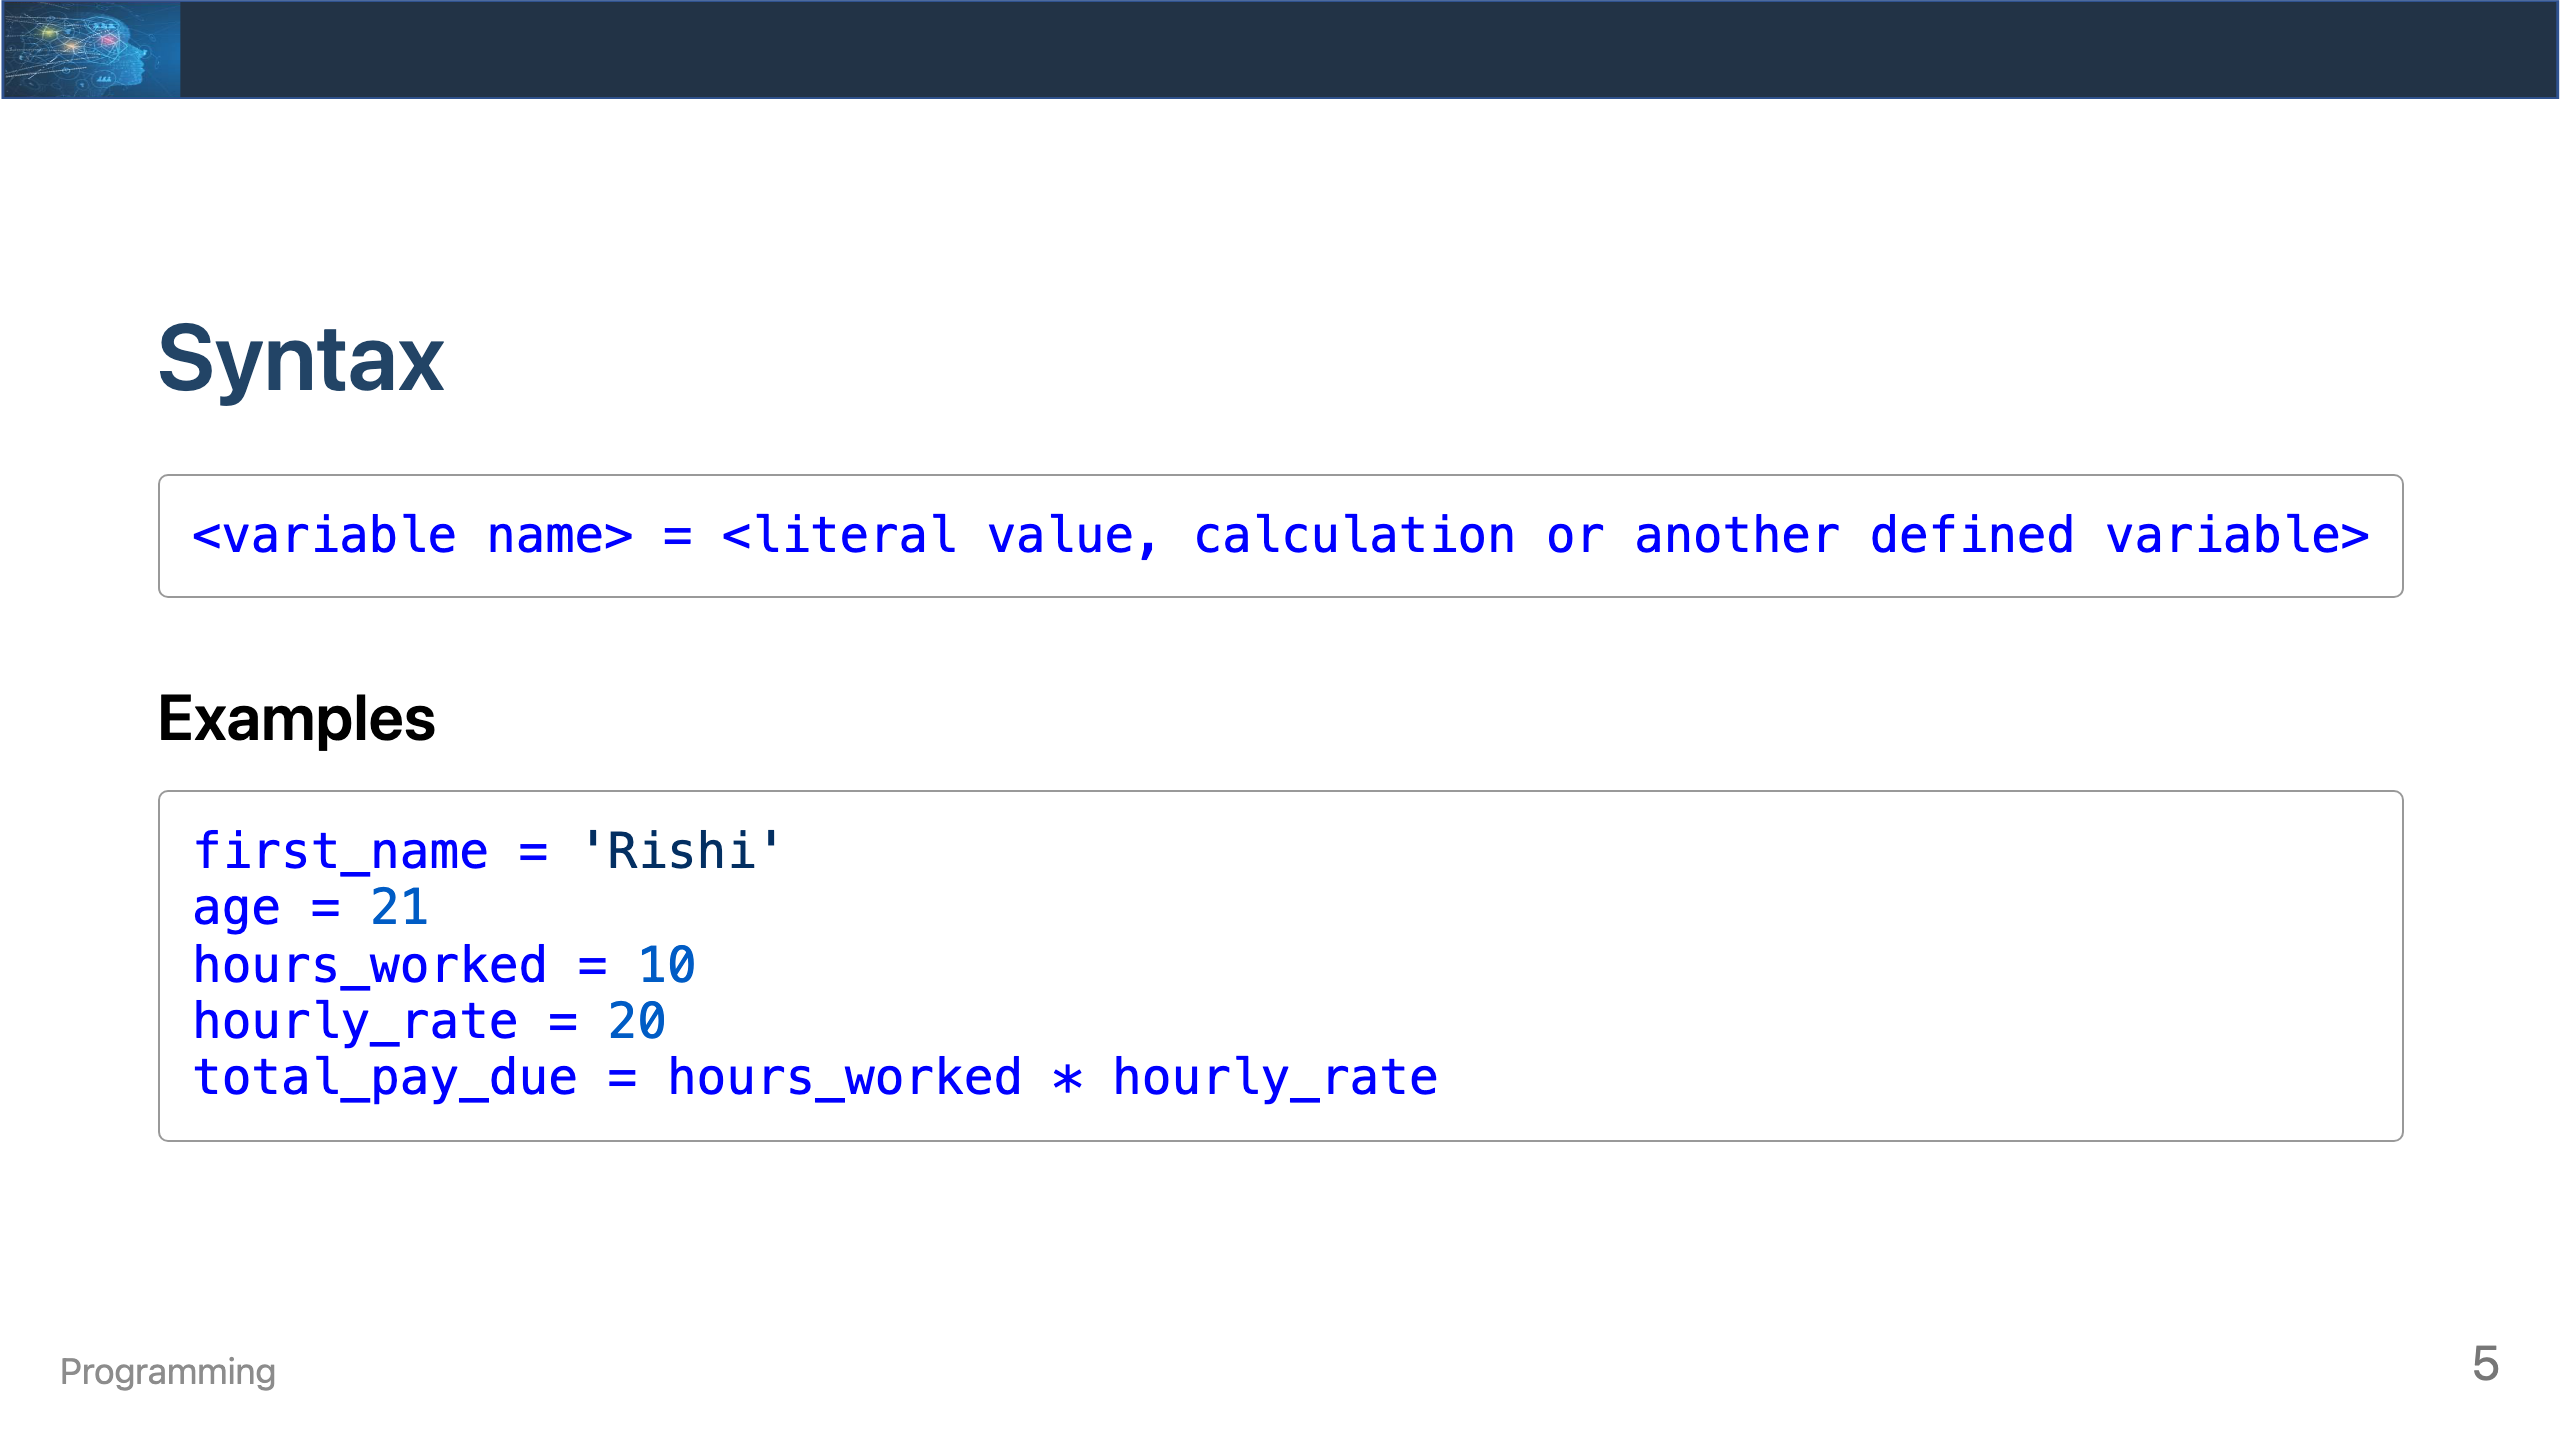 Syntax
<variable name> = <literal value, calculation or another defined variable>
Examples
first_name = 'Rishi'
age = 21
hours_worked = 10
hourly_rate = 20
total_pay_due = hours_worked * hourly_rate
Programming
5